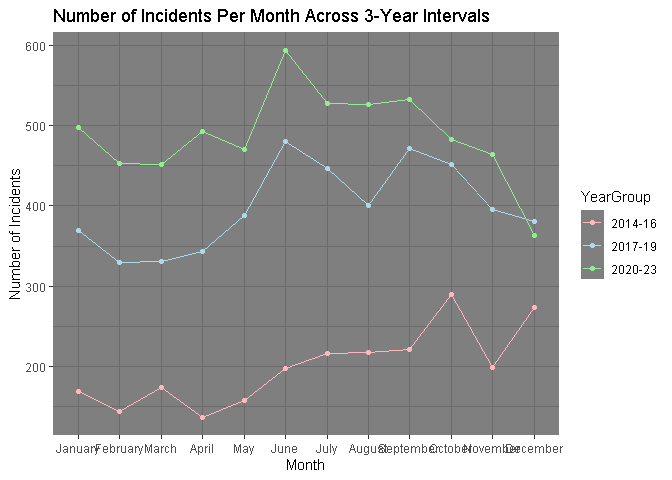 Number of Incidents Per Month Across 3-Year Intervals
600
500
400
300
200
Number of Incidents
January February March April May June July August September October November December
Month
YearGroup
2014-16
2017-19
2020-23